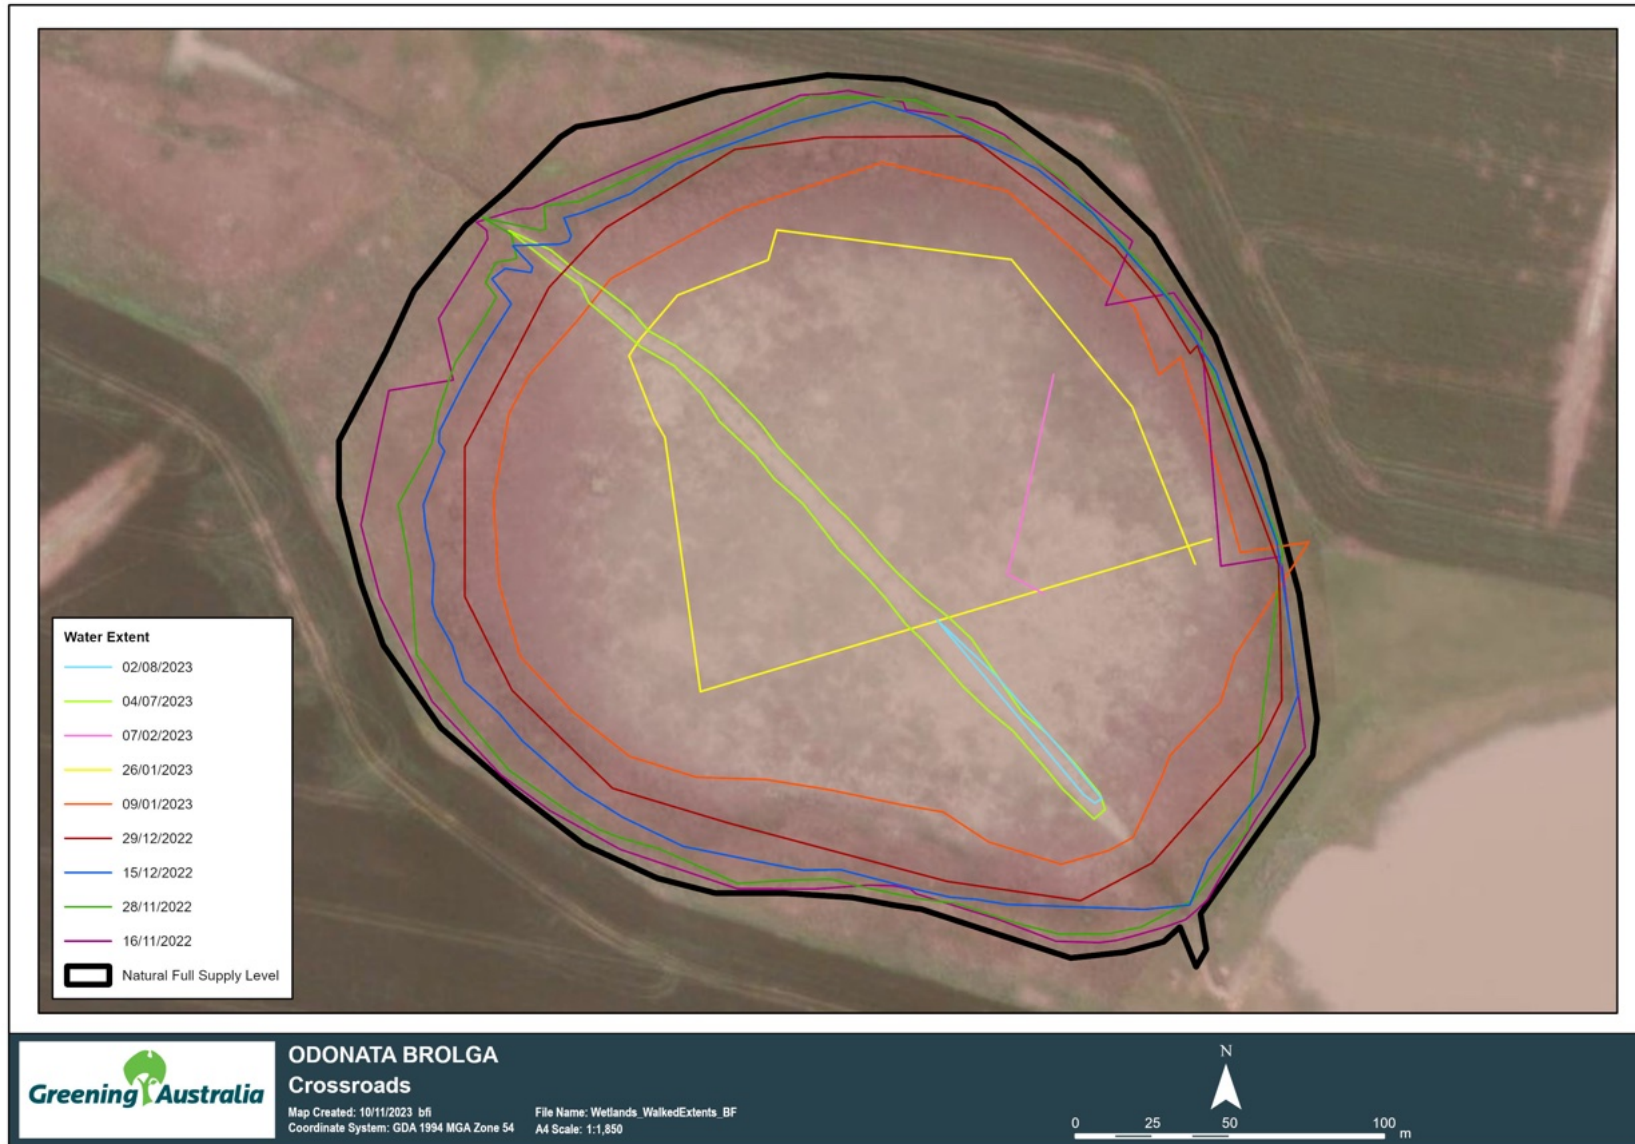 Water Extent
02/08/2023
04/07/2023
07/02/2023
26/01/2023
09/01/2023
29/12/2022
15/12/2022
28/11/2022
16/11/2022
Natural Full Supply Level
Greening Australia
ODONATA BROLGA
Crossroads
Map Created: 10/11/2023 bfi
File Name: Wetlands_WalkedExtents_BF
Coordinate System: GDA 1994 MGA Zone 54
A4 Scale: 1:1,850
N
0 25 50 100 m